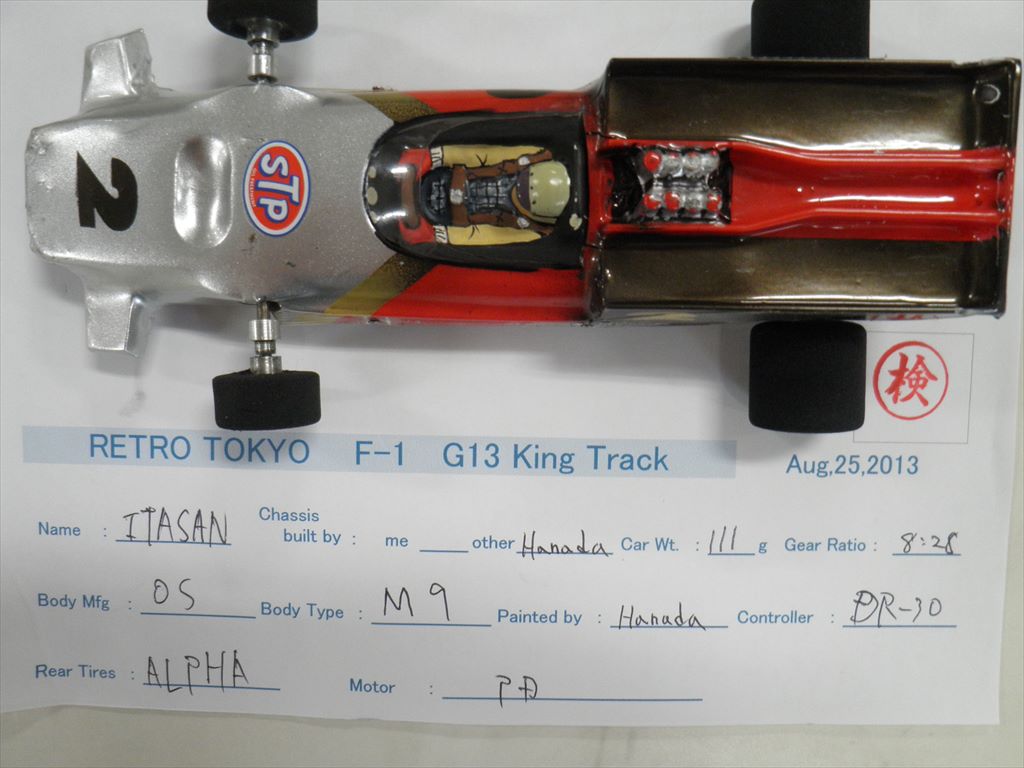 2
STP
検
RETRO TOKYO F-1 G13 King Track Aug,25,2013
Name : ITASAN Chassis built by : me other Hanada Car Wt. : 111 g Gear Ratio : 8:28
Body Mfg : OS Body Type : M9 Painted by : Hanada Controller : DR-30
Rear Tires : ALPHA Motor : PD